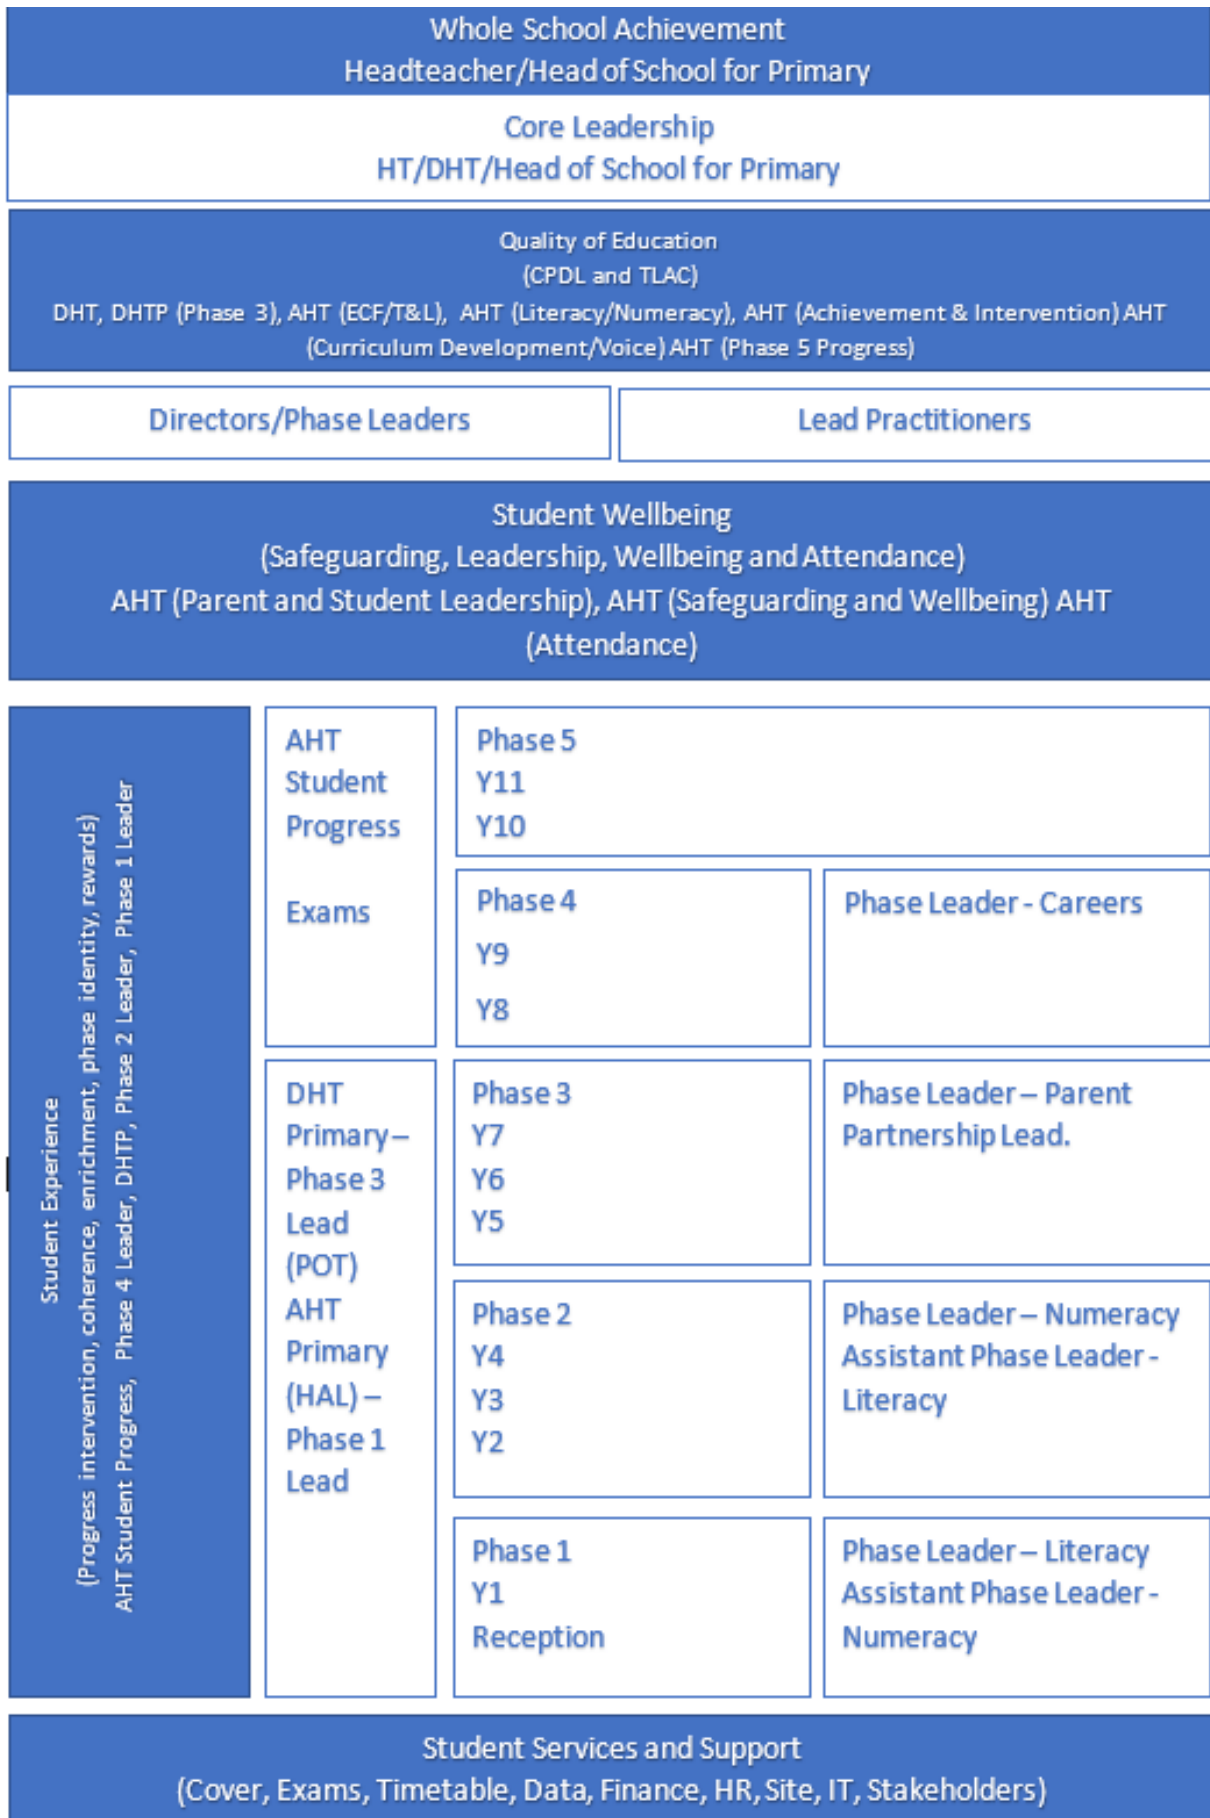 Whole School Achievement
Headteacher/Head of School for Primary
Core Leadership
HT/DHT/Head of School for Primary
Quality of Education
(CPDL and TLAC)
DHT, DHTP (Phase 3), AHT (ECF/T&L), AHT (Literacy/Numeracy), AHT (Achievement & Intervention) AHT
(Curriculum Development/Voice) AHT (Phase 5 Progress)
Directors/Phase Leaders
Lead Practitioners
Student Wellbeing
(Safeguarding, Leadership, Wellbeing and Attendance)
AHT (Parent and Student Leadership), AHT (Safeguarding and Wellbeing) AHT
(Attendance)
Student Experience
(Progress intervention, coherence, enrichment, phase identity, rewards)
AHT Student Progress, Phase 4 Leader, DHTP, Phase 2 Leader, Phase 1 Leader
AHT
Student
Progress
Exams
Phase 5
Y11
Y10
Phase 4
Y9
Y8
Phase Leader - Careers
DHT
Primary –
Phase 3
Lead
(POT)
AHT
Primary
(HAL) –
Phase 1
Lead
Phase 3
Y7
Y6
Y5
Phase Leader – Parent
Partnership Lead.
Phase 2
Y4
Y3
Y2
Phase Leader – Numeracy
Assistant Phase Leader -
Literacy
Phase 1
Y1
Reception
Phase Leader – Literacy
Assistant Phase Leader -
Numeracy
Student Services and Support
(Cover, Exams, Timetable, Data, Finance, HR, Site, IT, Stakeholders)